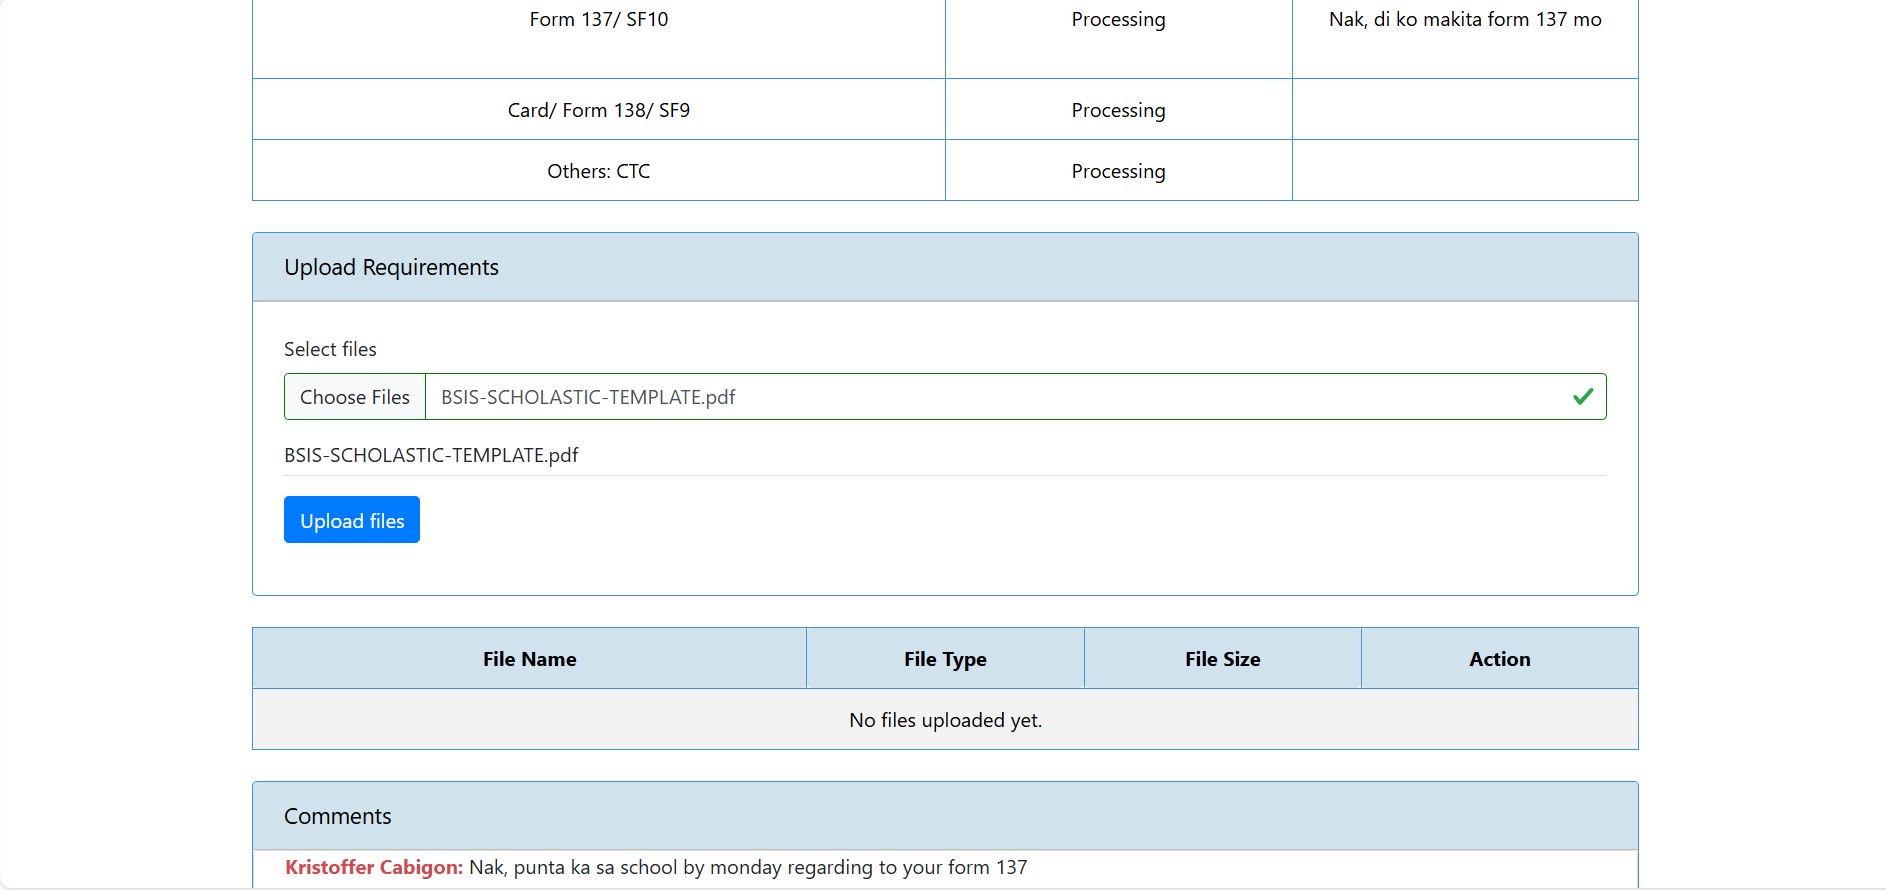 Form 137/ SF10 Processing Nak, di ko makita form 137 mo
Card/ Form 138/ SF9 Processing
Others: CTC Processing
Upload Requirements
Select files
Choose Files BSIS-SCHOLASTIC-TEMPLATE.pdf
BSIS-SCHOLASTIC-TEMPLATE.pdf
Upload files
File Name File Type File Size Action
No files uploaded yet.
Comments
Kristoffer Cabigon: Nak, punta ka sa school by monday regarding to your form 137